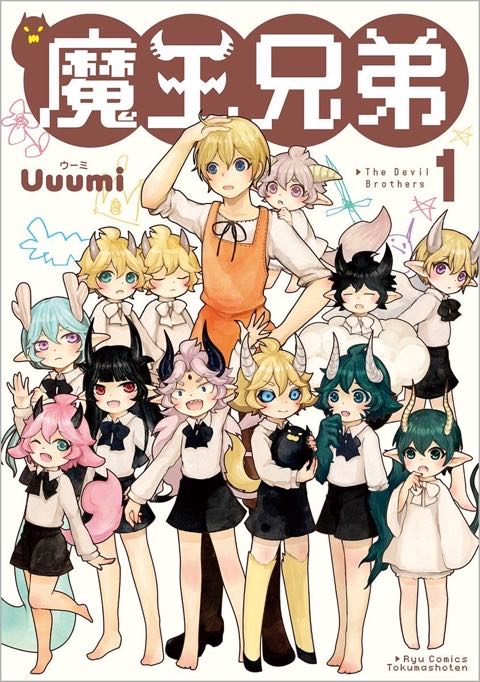 魔王兄弟
ウーミ
Uuumi
▶The Devil
Brothers
1
▶Ryu Comics
Tokumashoten